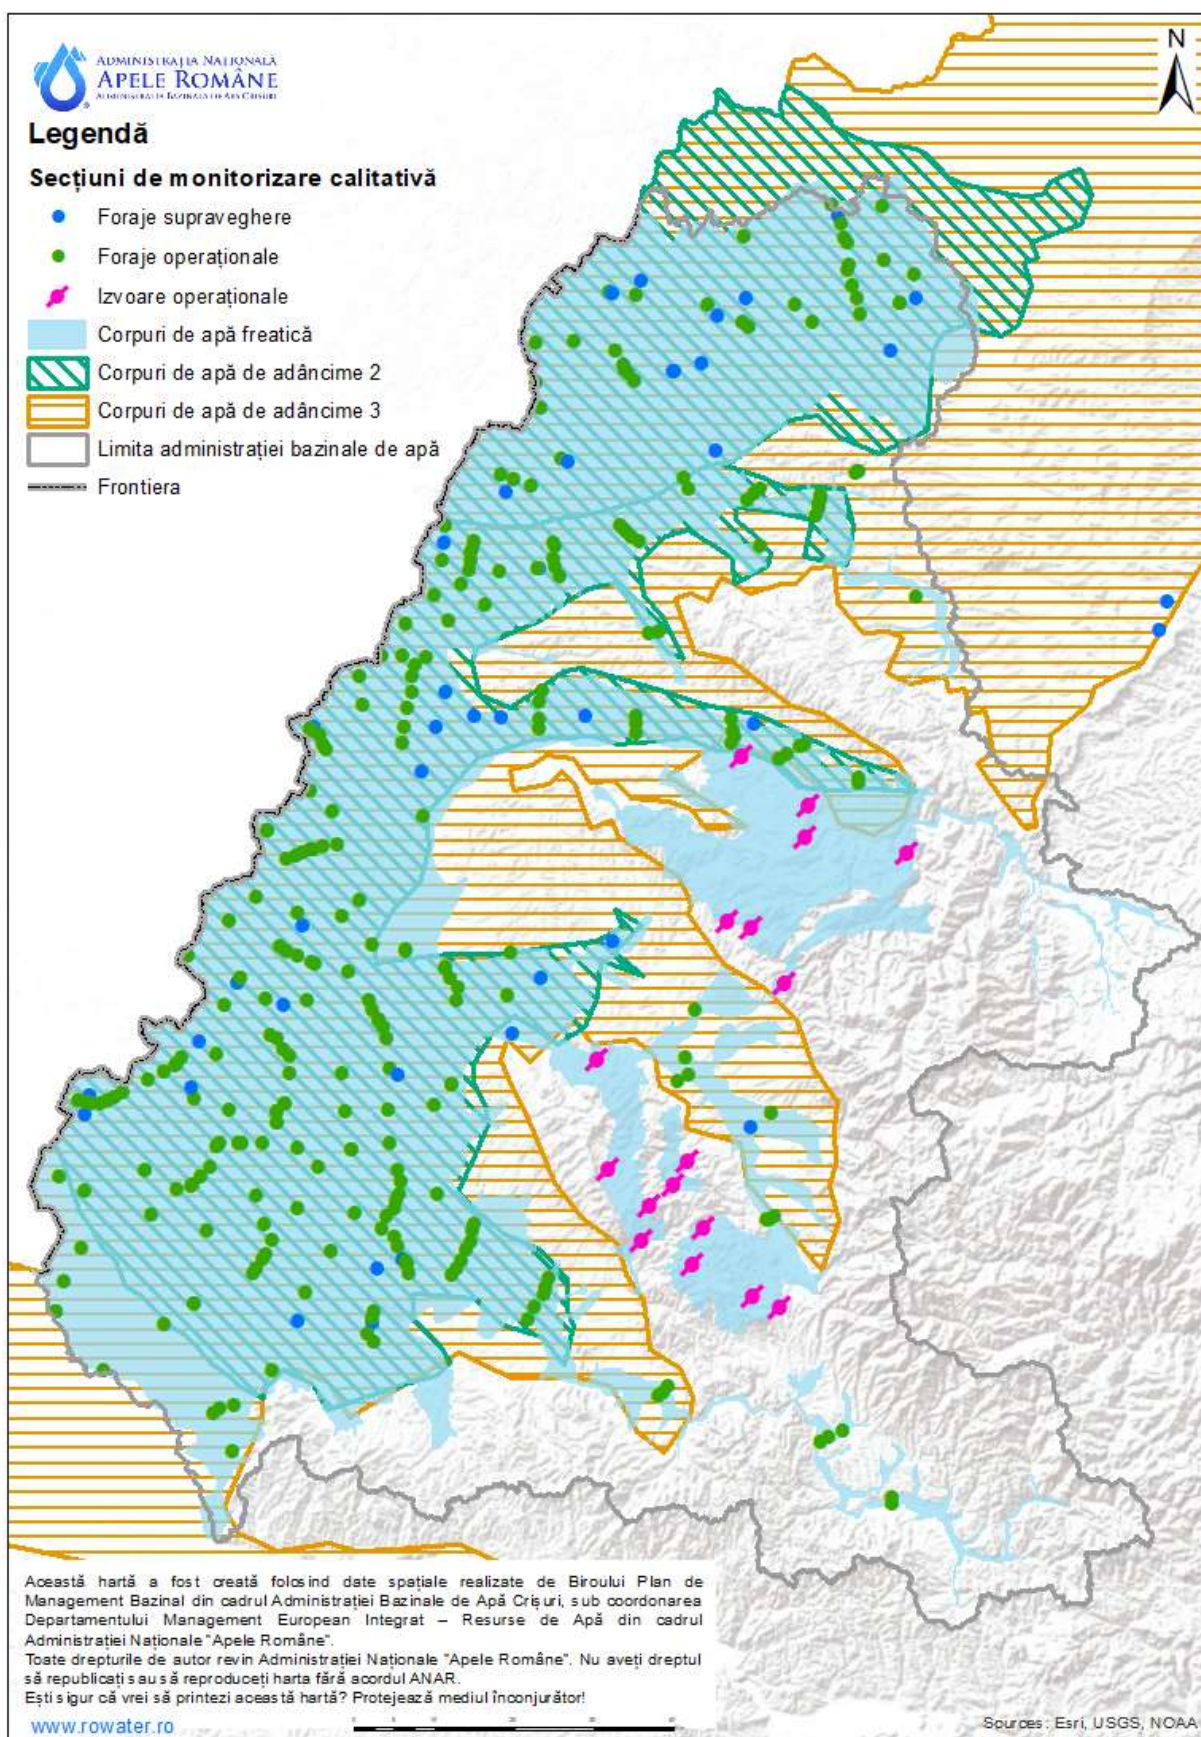 ADMINISTRAȚIA NAȚIONALĂ
APELE ROMÂNE
ADMINISTRAȚIA BAZINALĂ DE APĂ CRIȘURI
N
Legendă
Secțiuni de monitorizare calitativă
Foraje supraveghere
Foraje operaționale
Izvoare operaționale
Corpuri de apă freatică
Corpuri de apă de adâncime 2
Corpuri de apă de adâncime 3
Limita administrației bazinale de apă
Frontiera
Această hartă a fost creată folosind date spațiale realizate de Biroului Plan de
Management Bazinal din cadrul Administrației Bazinale de Apă Crișuri, sub coordonarea
Departamentului Management European Integrat – Resurse de Apă din cadrul
Administrației Naționale "Apele Române".
Toate drepturile de autor revin Administrației Naționale "Apele Române". Nu aveți dreptul
să republicați sau să reproduceți harta fără acordul ANAR.
Ești sigur că vrei să printezi această hartă? Protejează mediul înconjurător!
www.rowater.ro
Sources: Esri, USGS, NOAA